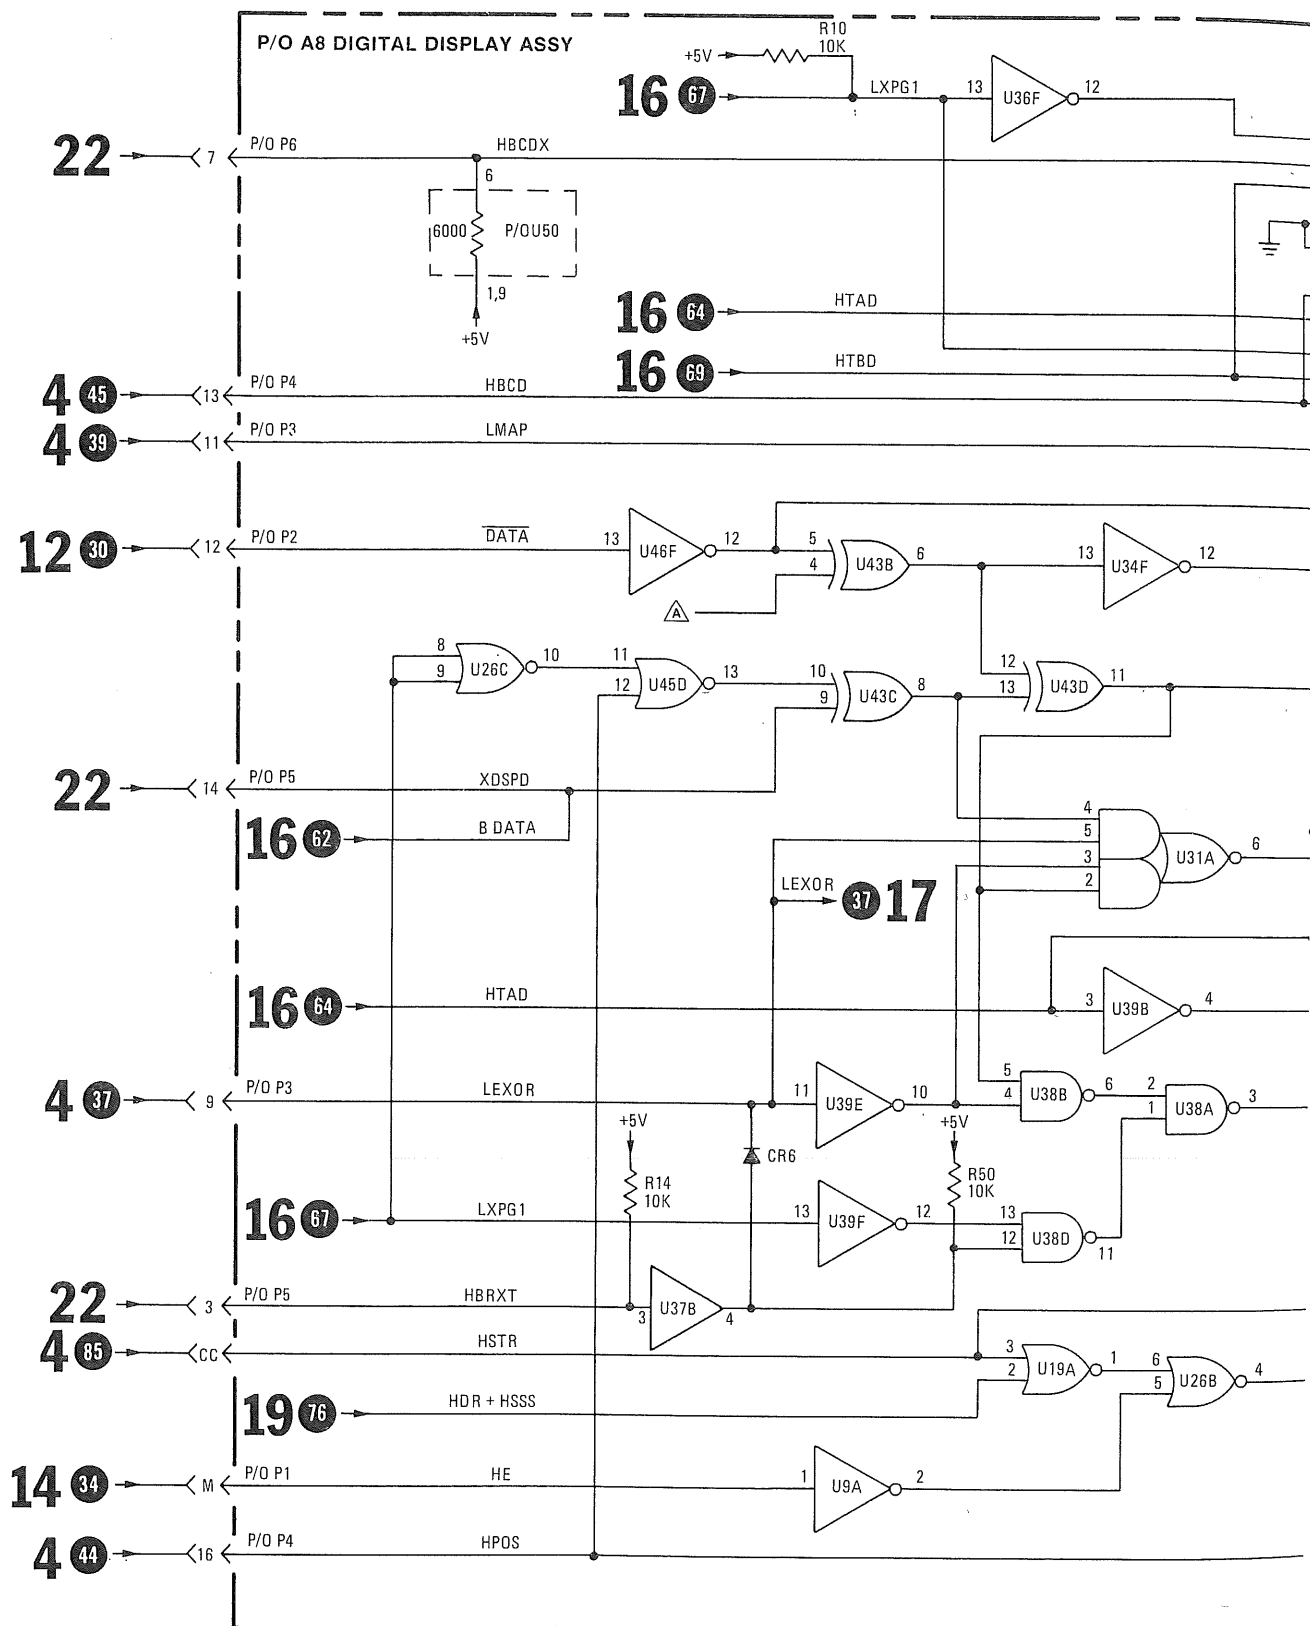 P/O A8 DIGITAL DISPLAY ASSY
R10
10K
+5V
16 67
LXPG1
13
U36F
12
22
7
P/O P6
HBCDX
6
6000
P/OU50
1,9
+5V
16 64
HTAD
16 69
HTBD
4 45
13
P/O P4
HBCD
4 39
11
P/O P3
LMAP
12 30
12
P/O P2
DATA
13
U46F
12
5
4
U43B
6
13
U34F
12
A
8
9
U26C
10
11
12
U45D
13
10
9
U43C
8
12
13
U43D
11
22
14
P/O P5
XDSPD
16 62
B DATA
4
5
3
2
U31A
6
LEXOR
37 17
16 64
HTAD
3
U39B
4
4 37
9
P/O P3
LEXOR
11
U39E
10
5
4
U38B
6
2
1
U38A
3
+5V
R14
10K
CR6
+5V
R50
10K
16 67
LXPG1
13
U39F
12
13
12
U38D
11
22
3
P/O P5
HBRXT
3
U37B
4
4 85
CC
HSTR
3
2
U19A
1
6
5
U26B
4
19 76
HDR + HSSS
14 34
M
P/O P1
HE
1
U9A
2
4 44
16
P/O P4
HPOS